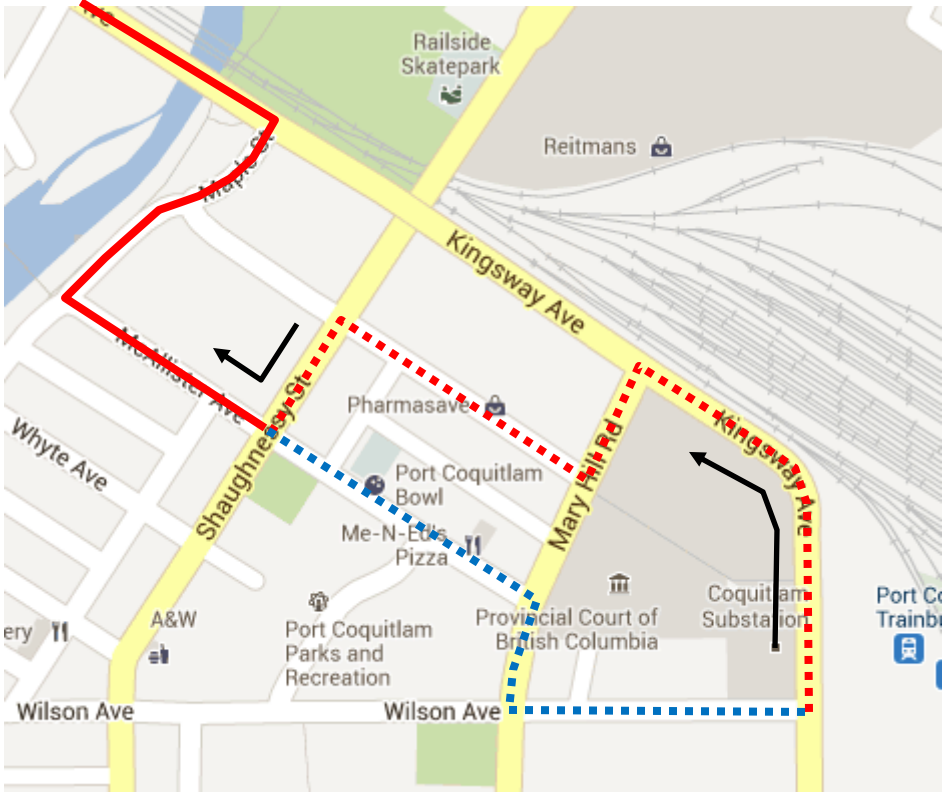 Railside
Skatepark
Reitmans
Maple St
Kingsway Ave
McAllister Ave
Pharmasave
Kingsway Ave
Whyte Ave
Shaughnessy St
Mary Hill Rd
Port Coquitlam
Bowl
Me-N-Ed's
Pizza
Coquitlam
Substation
Port Co
Trainb
Provincial Court of
British Columbia
A&W
ery
Port Coquitlam
Parks and
Recreation
Wilson Ave
Wilson Ave